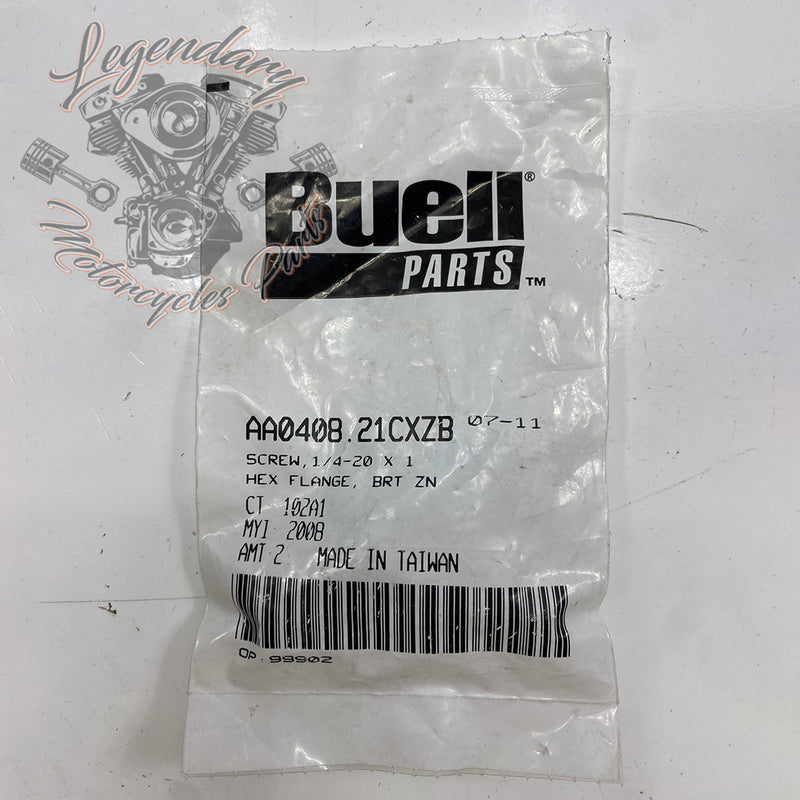 Legendary
Motorcycles Parts
Buell®
PARTS™
AA0408.21CXZB 07-11
SCREW, 1/4-20 X 1
HEX FLANGE, BRT ZN
CT 192A1
MYI 2008
AMT 2 MADE IN TAIWAN
OP: 99902